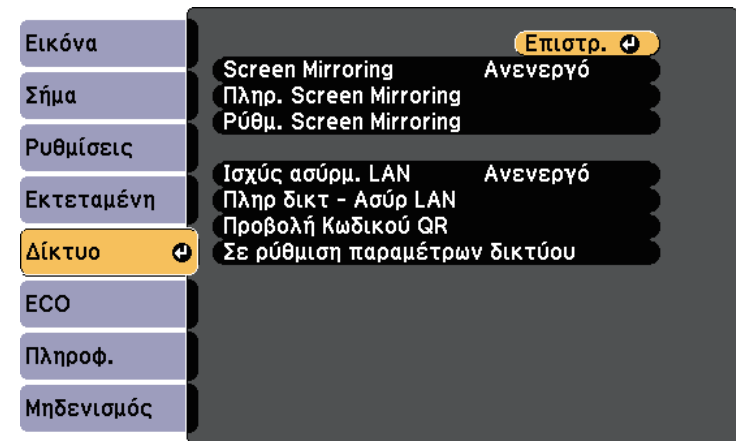 Εικόνα
Σήμα
Ρυθμίσεις
Εκτεταμένη
Δίκτυο
ECO
Πληροφ.
Μηδενισμός
Επιστρ.
Screen Mirroring Ανενεργό
Πληρ. Screen Mirroring
Ρύθμ. Screen Mirroring
Ισχύς ασύρμ. LAN Ανενεργό
Πληρ δικτ - Ασύρ LAN
Προβολή Κωδικού QR
Σε ρύθμιση παραμέτρων δικτύου